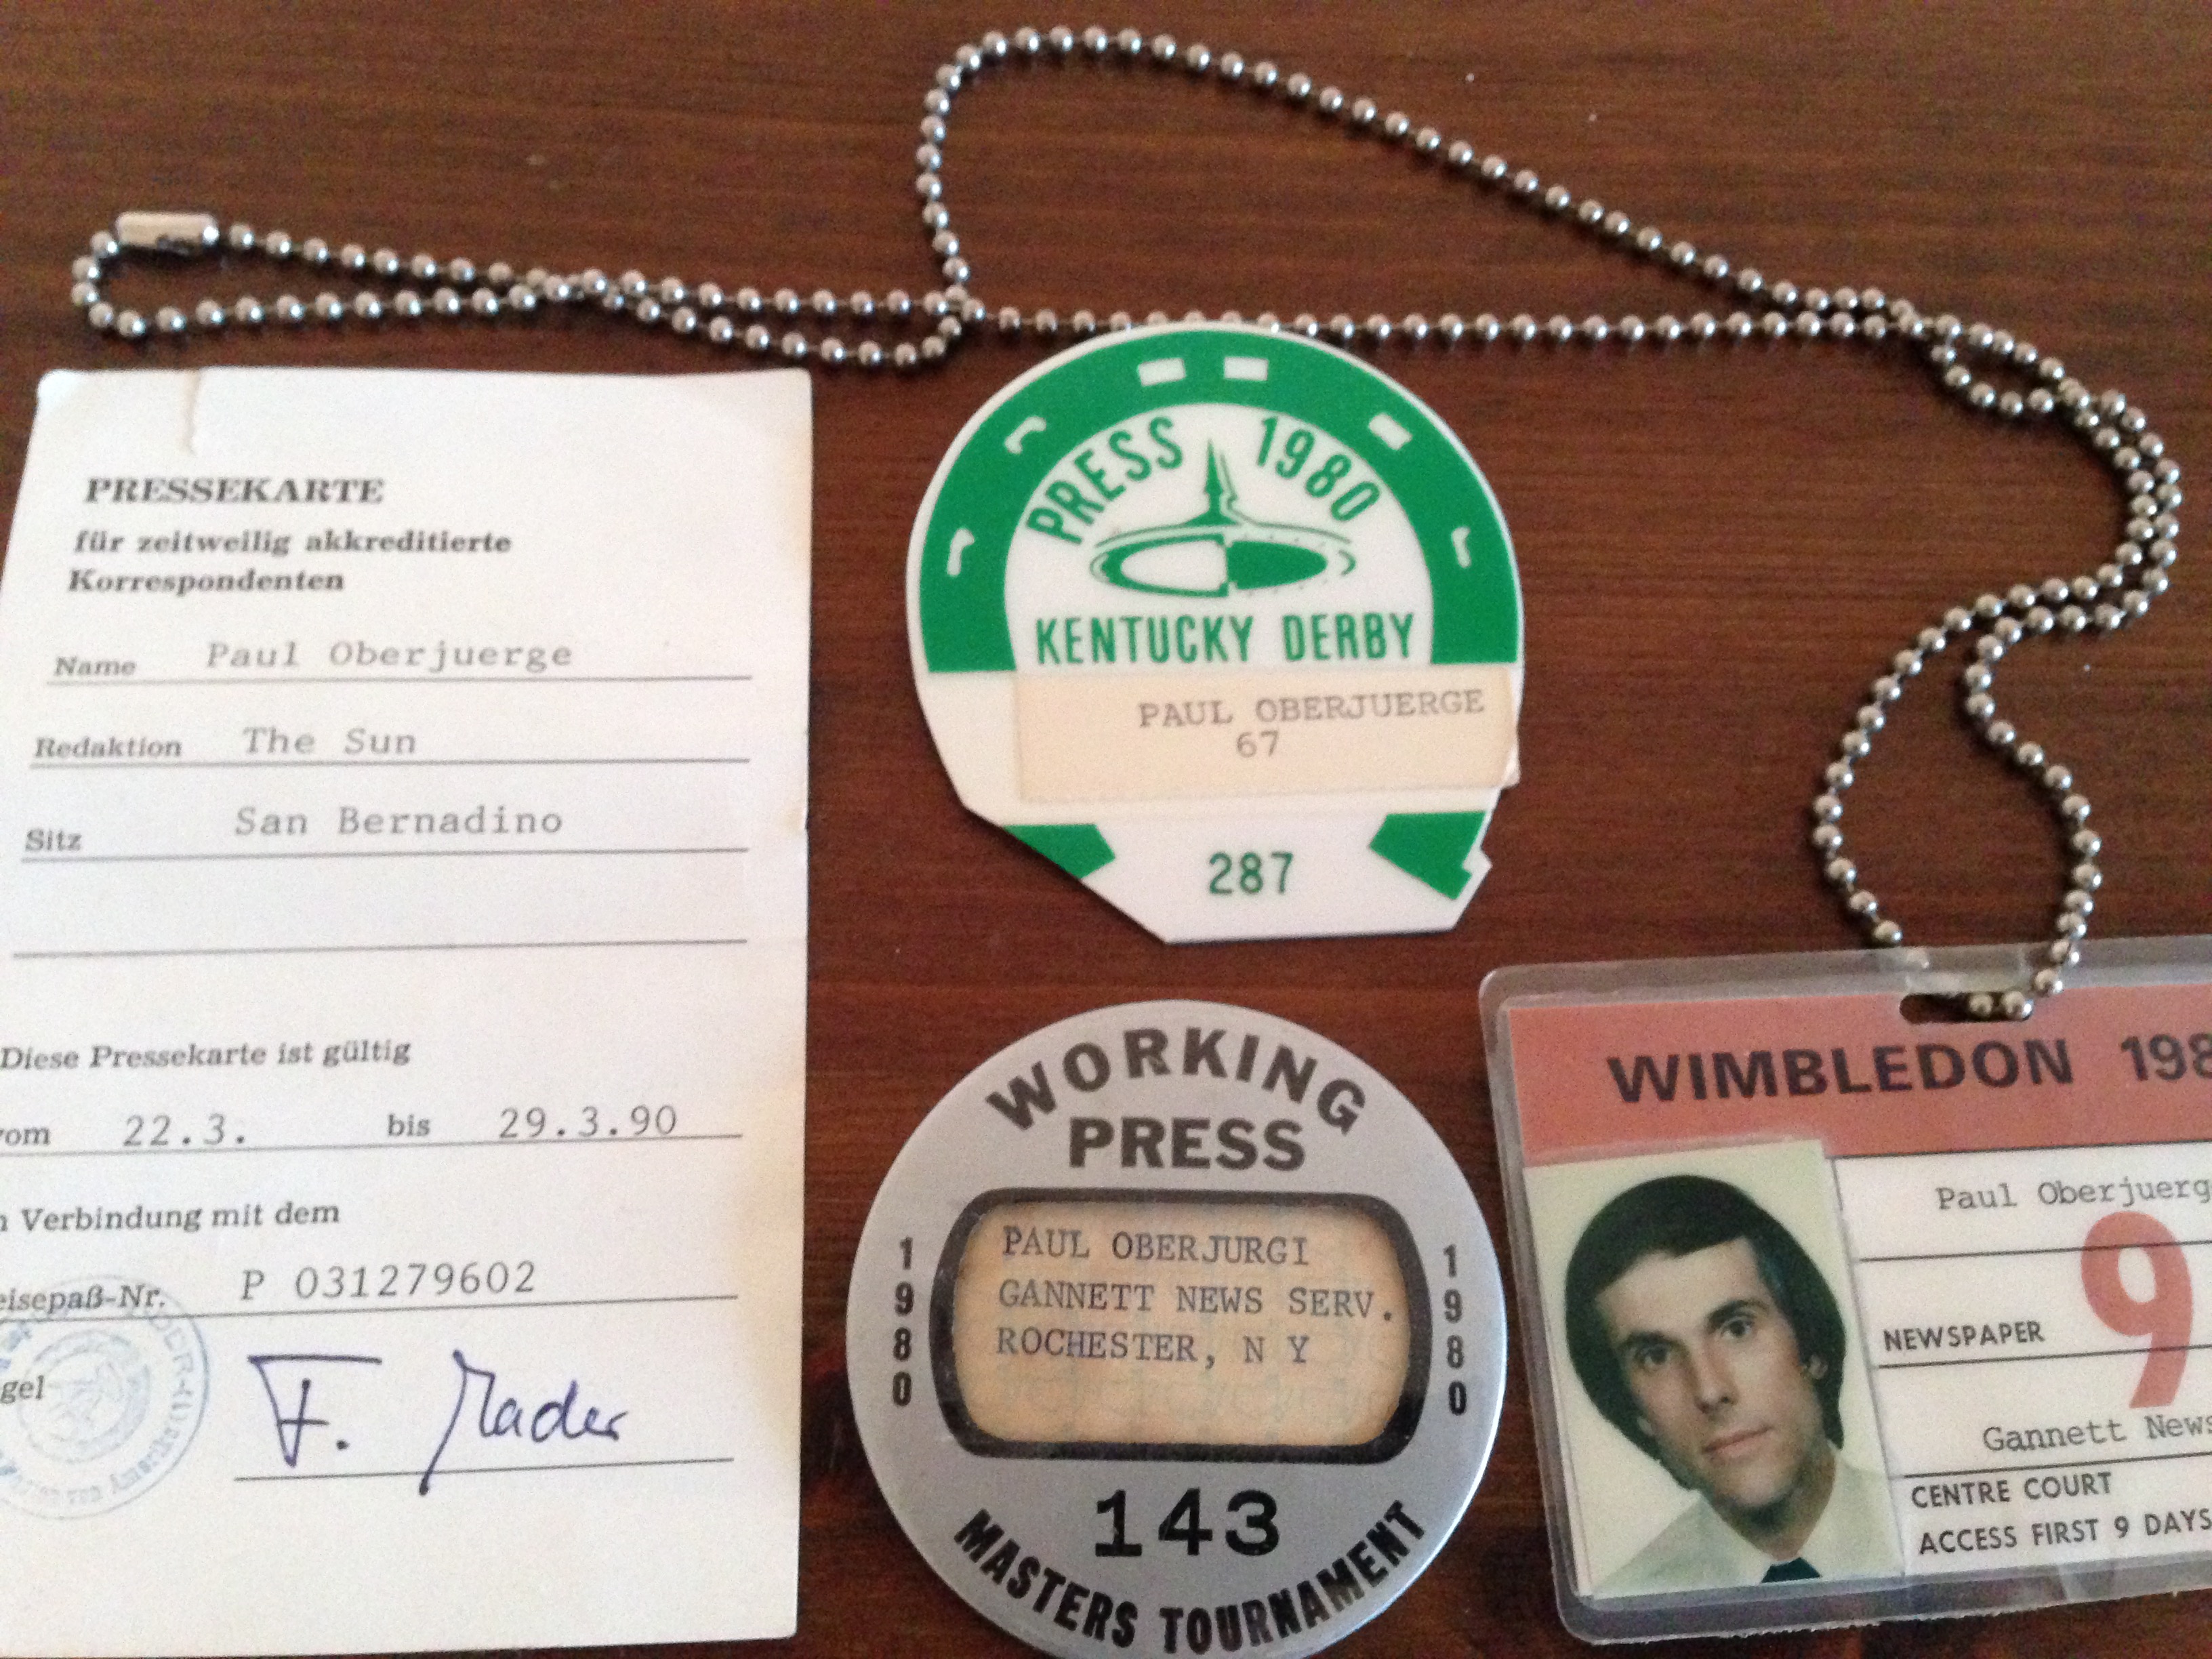 PRESSEKARTE
für zeitweilig akkreditierte
Korrespondenten
Name Paul Oberjuerge
Redaktion The Sun
Sitz San Bernadino
Diese Pressekarte ist gültig
vom 22.3. bis 29.3.90
n Verbindung mit dem
eisepaß-Nr. P 031279602
gel
F. Mader
PRESS 1980
KENTUCKY DERBY
PAUL OBERJUERGE
67
287
WORKING
PRESS
1980
1980
PAUL OBERJURGI
GANNETT NEWS SERV.
ROCHESTER, N Y
143
MASTERS TOURNAMENT
WIMBLEDON 198
Paul Oberjuerg
9
NEWSPAPER
Gannett News
CENTRE COURT
ACCESS FIRST 9 DAYS